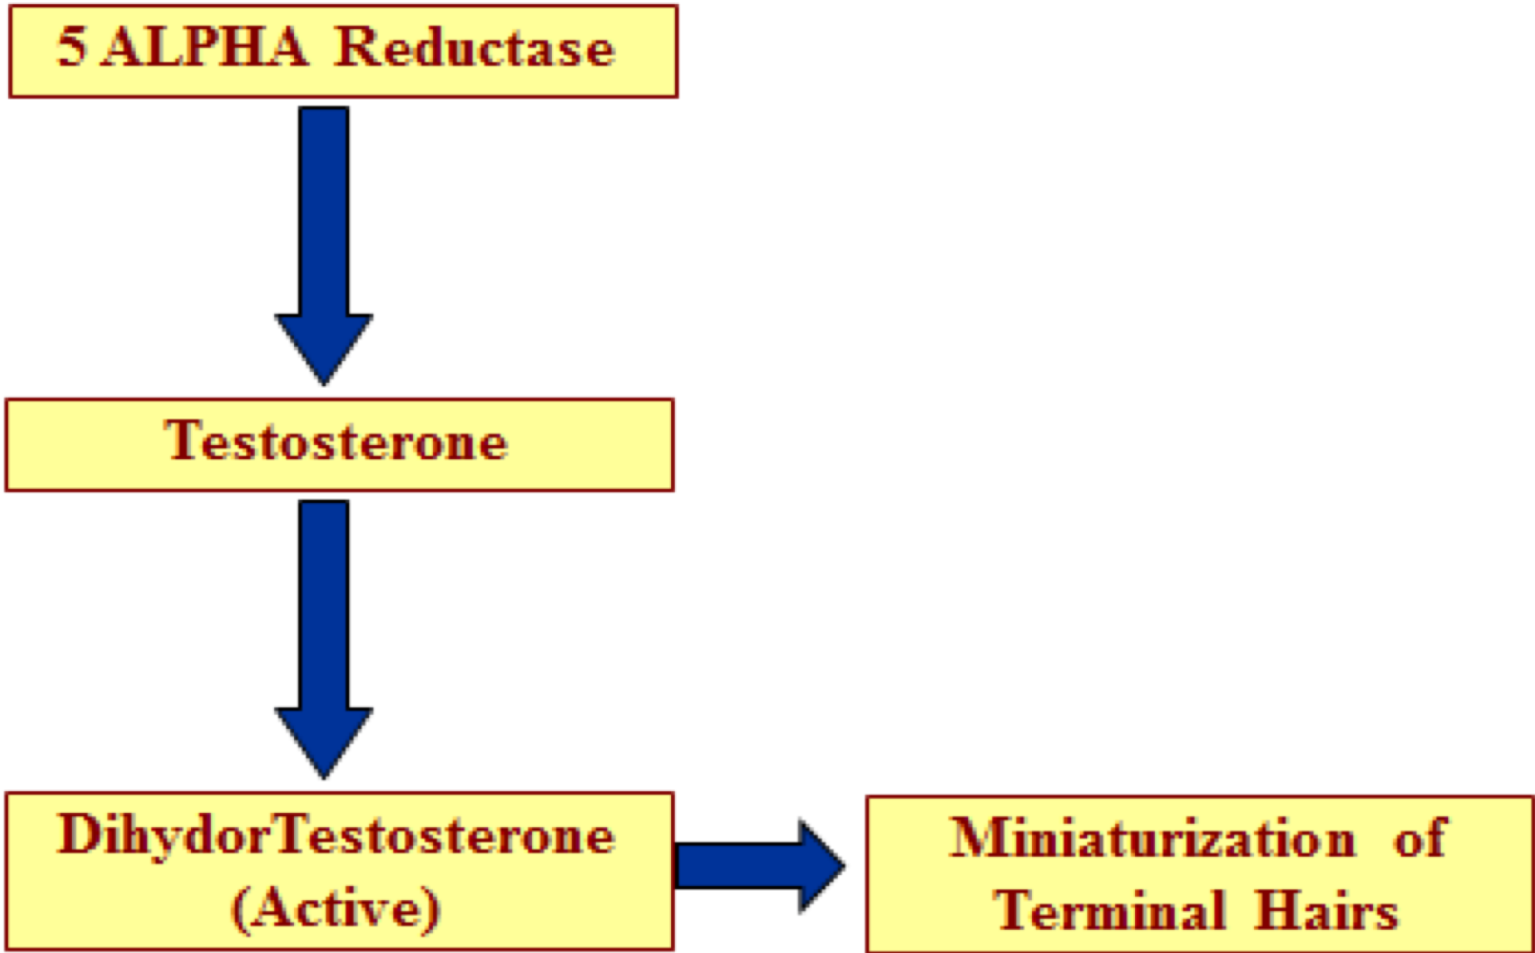 5 ALPHA Reductase
Testosterone
DihydorTestosterone
(Active)
Miniaturization of
Terminal Hairs